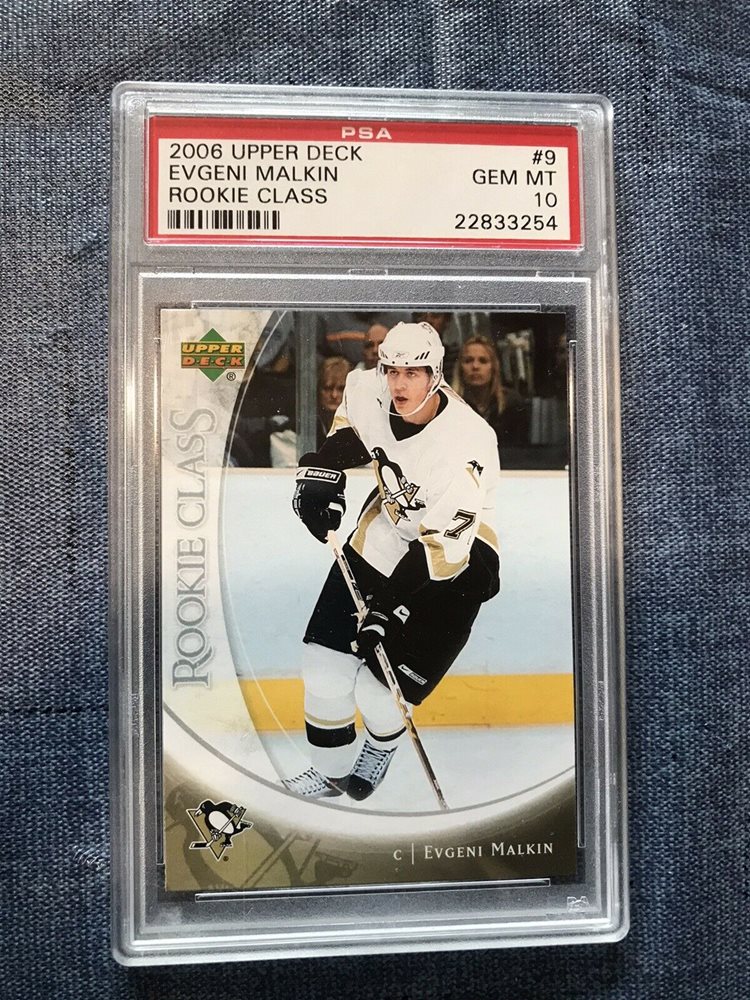 PSA
2006 UPPER DECK #9
EVGENI MALKIN GEM MT
ROOKIE CLASS 10
22833254
UPPER
DECK
®
ROOKIE CLASS
BAUER
7
C | EVGENI MALKIN